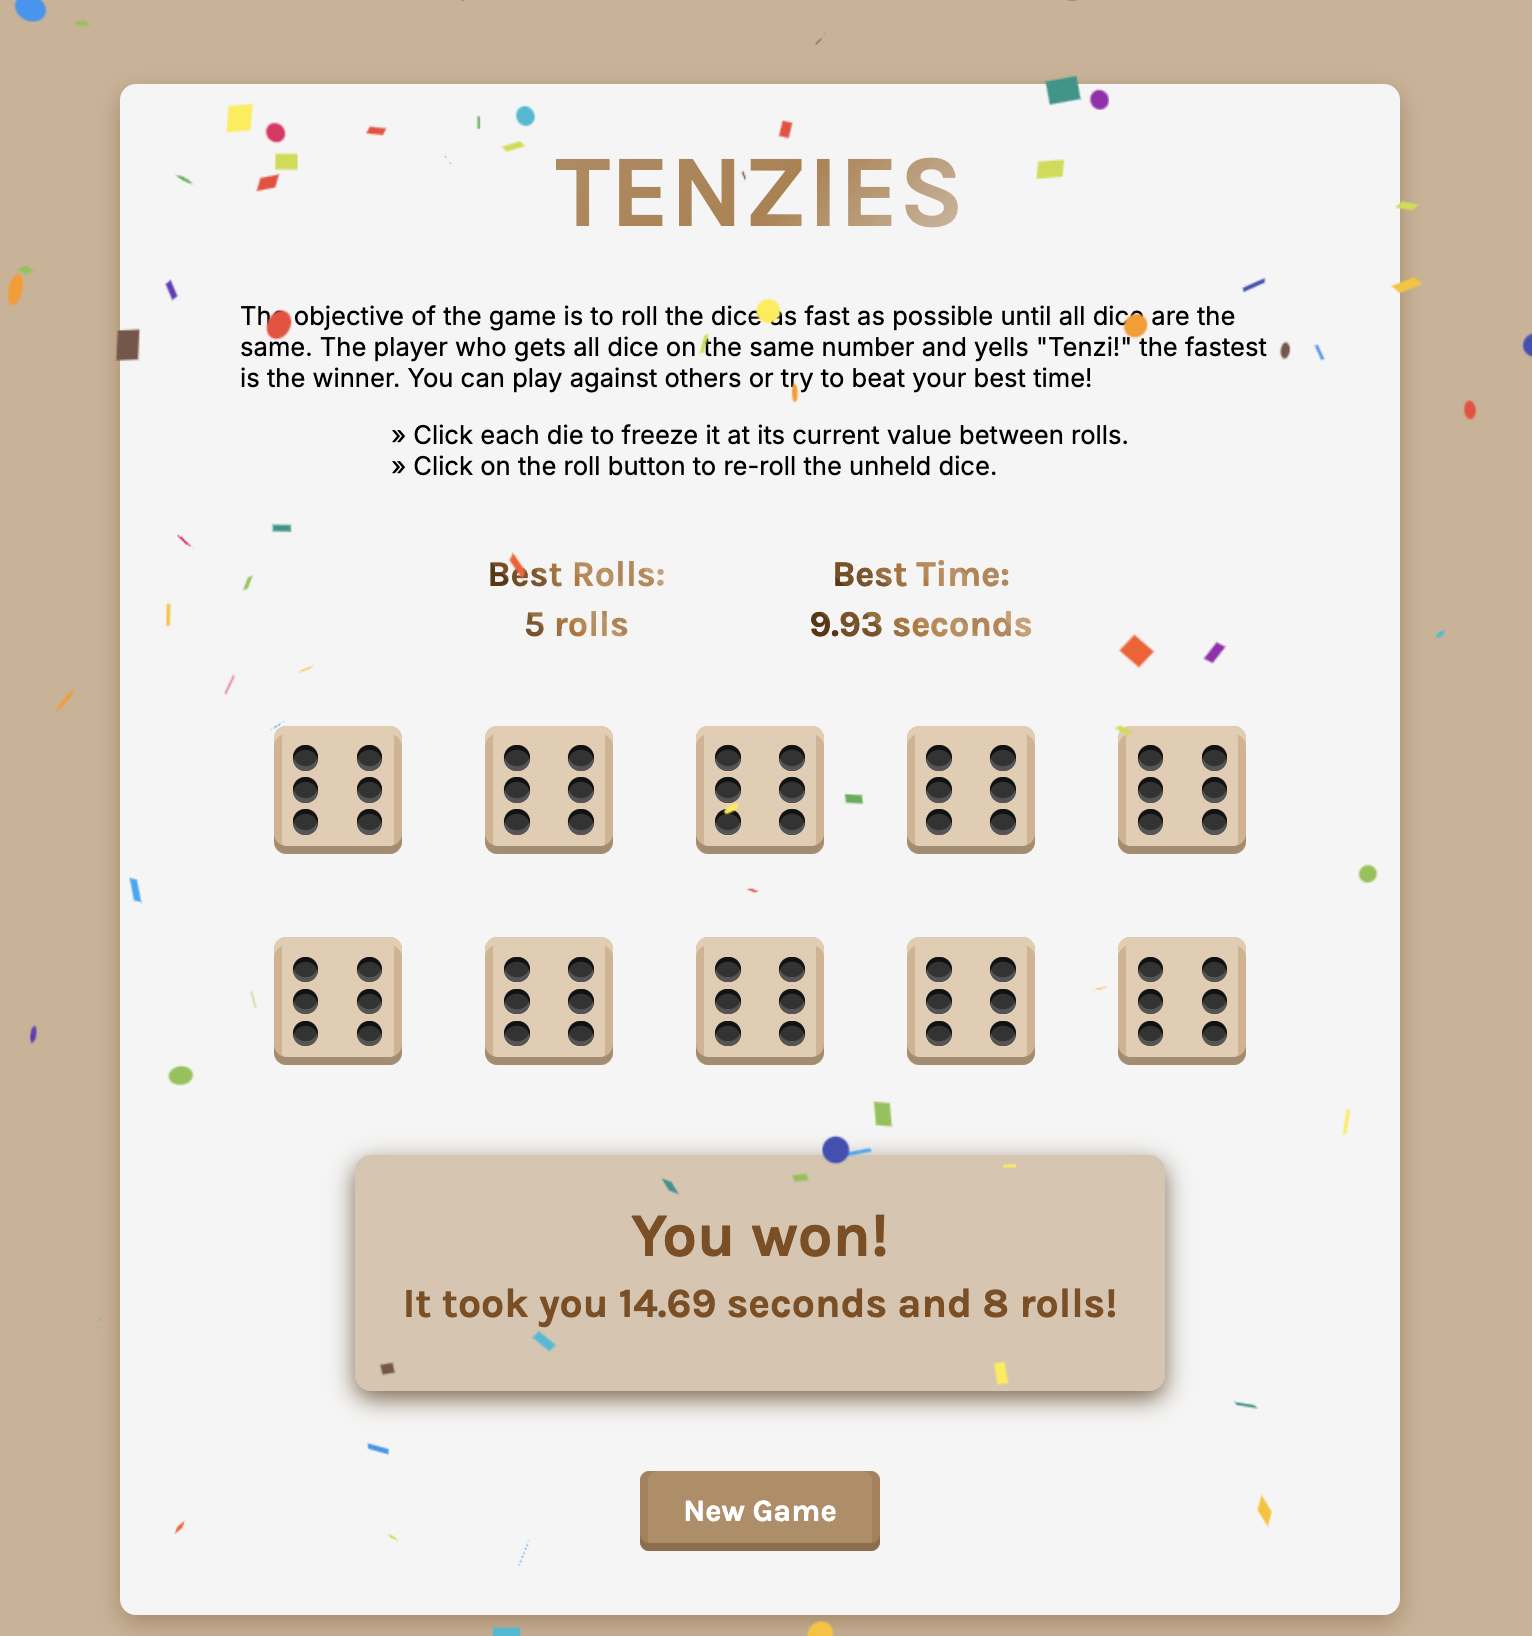 TENZIES
The objective of the game is to roll the dice as fast as possible until all dice are the
same. The player who gets all dice on the same number and yells "Tenzi!" the fastest
is the winner. You can play against others or try to beat your best time!
» Click each die to freeze it at its current value between rolls.
» Click on the roll button to re-roll the unheld dice.
Best Rolls:
5 rolls
Best Time:
9.93 seconds
You won!
It took you 14.69 seconds and 8 rolls!
New Game